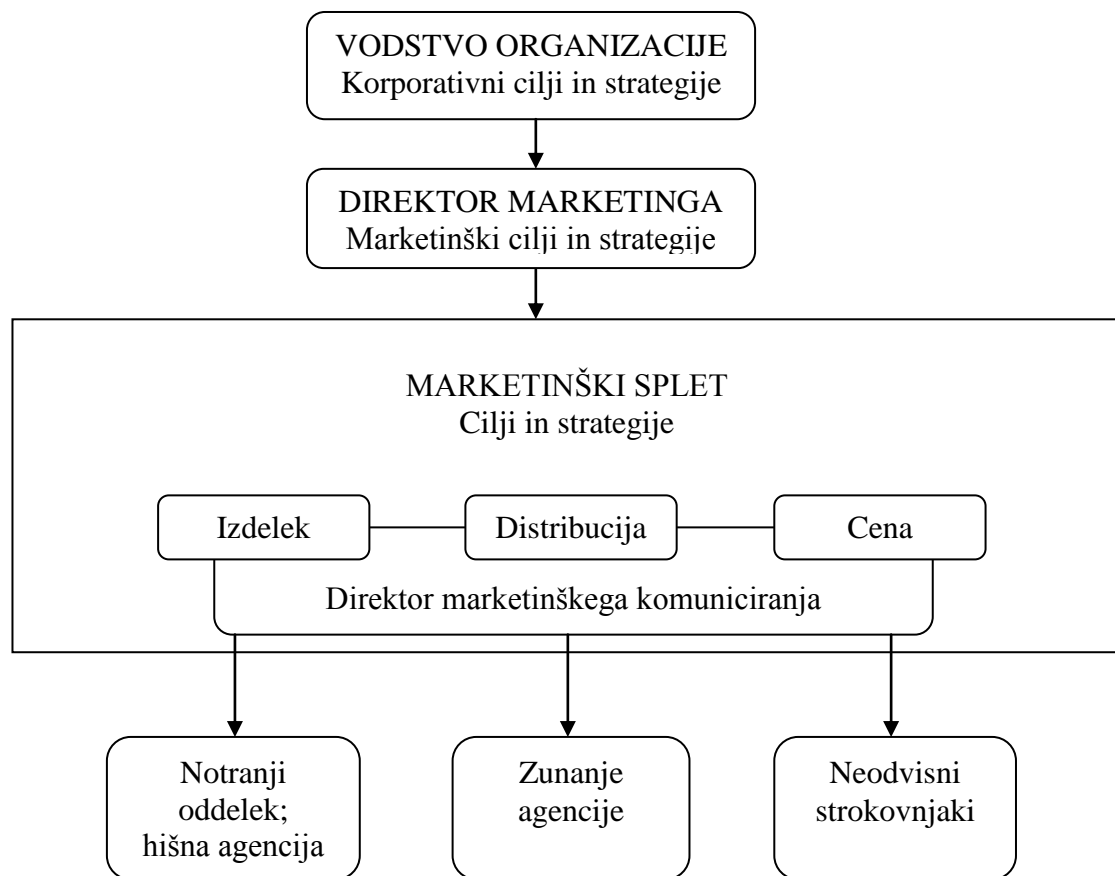 VODSTVO ORGANIZACIJE
Korporativni cilji in strategije
DIREKTOR MARKETINGA
Marketinški cilji in strategije
MARKETINŠKI SPLET
Cilji in strategije
Izdelek
Distribucija
Cena
Direktor marketinškega komuniciranja
Notranji
oddelek;
hišna agencija
Zunanje
agencije
Neodvisni
strokovnjaki